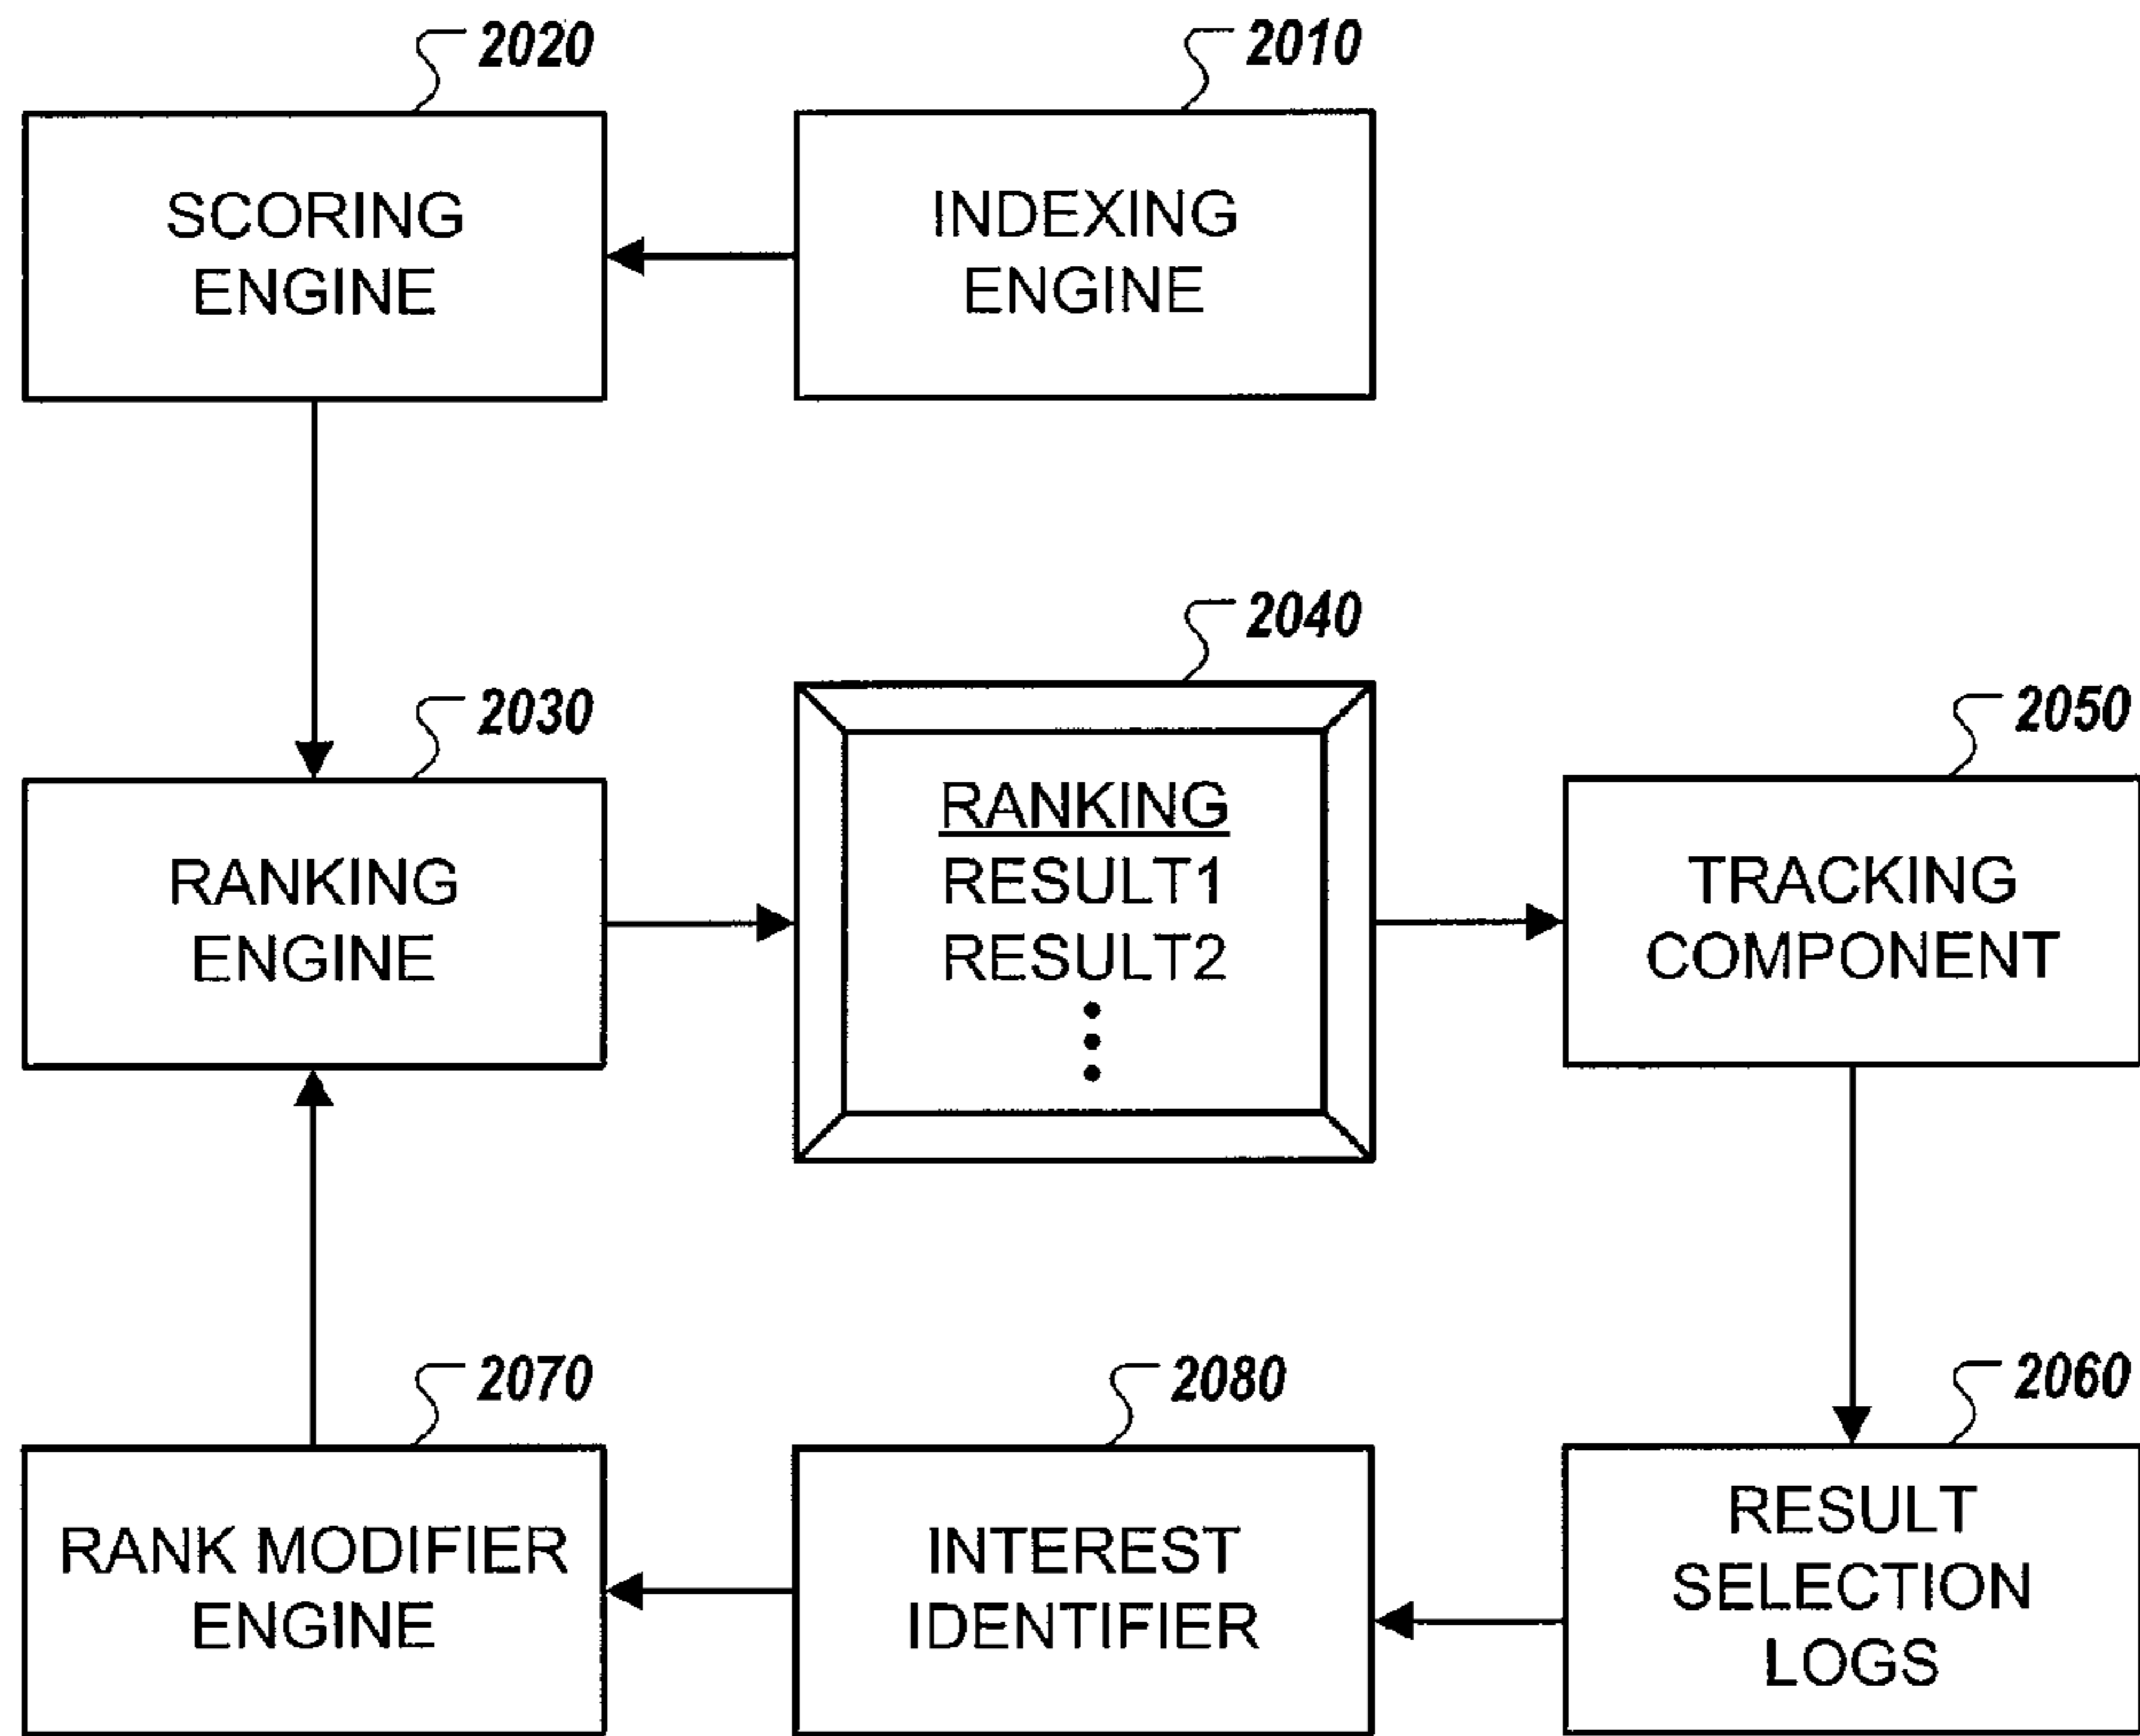 2020
2010
SCORING
ENGINE
INDEXING
ENGINE
2040
2030
2050
RANKING
ENGINE
RANKING
RESULT1
RESULT2
TRACKING
COMPONENT
2070
2080
2060
RANK MODIFIER
ENGINE
INTEREST
IDENTIFIER
RESULT
SELECTION
LOGS